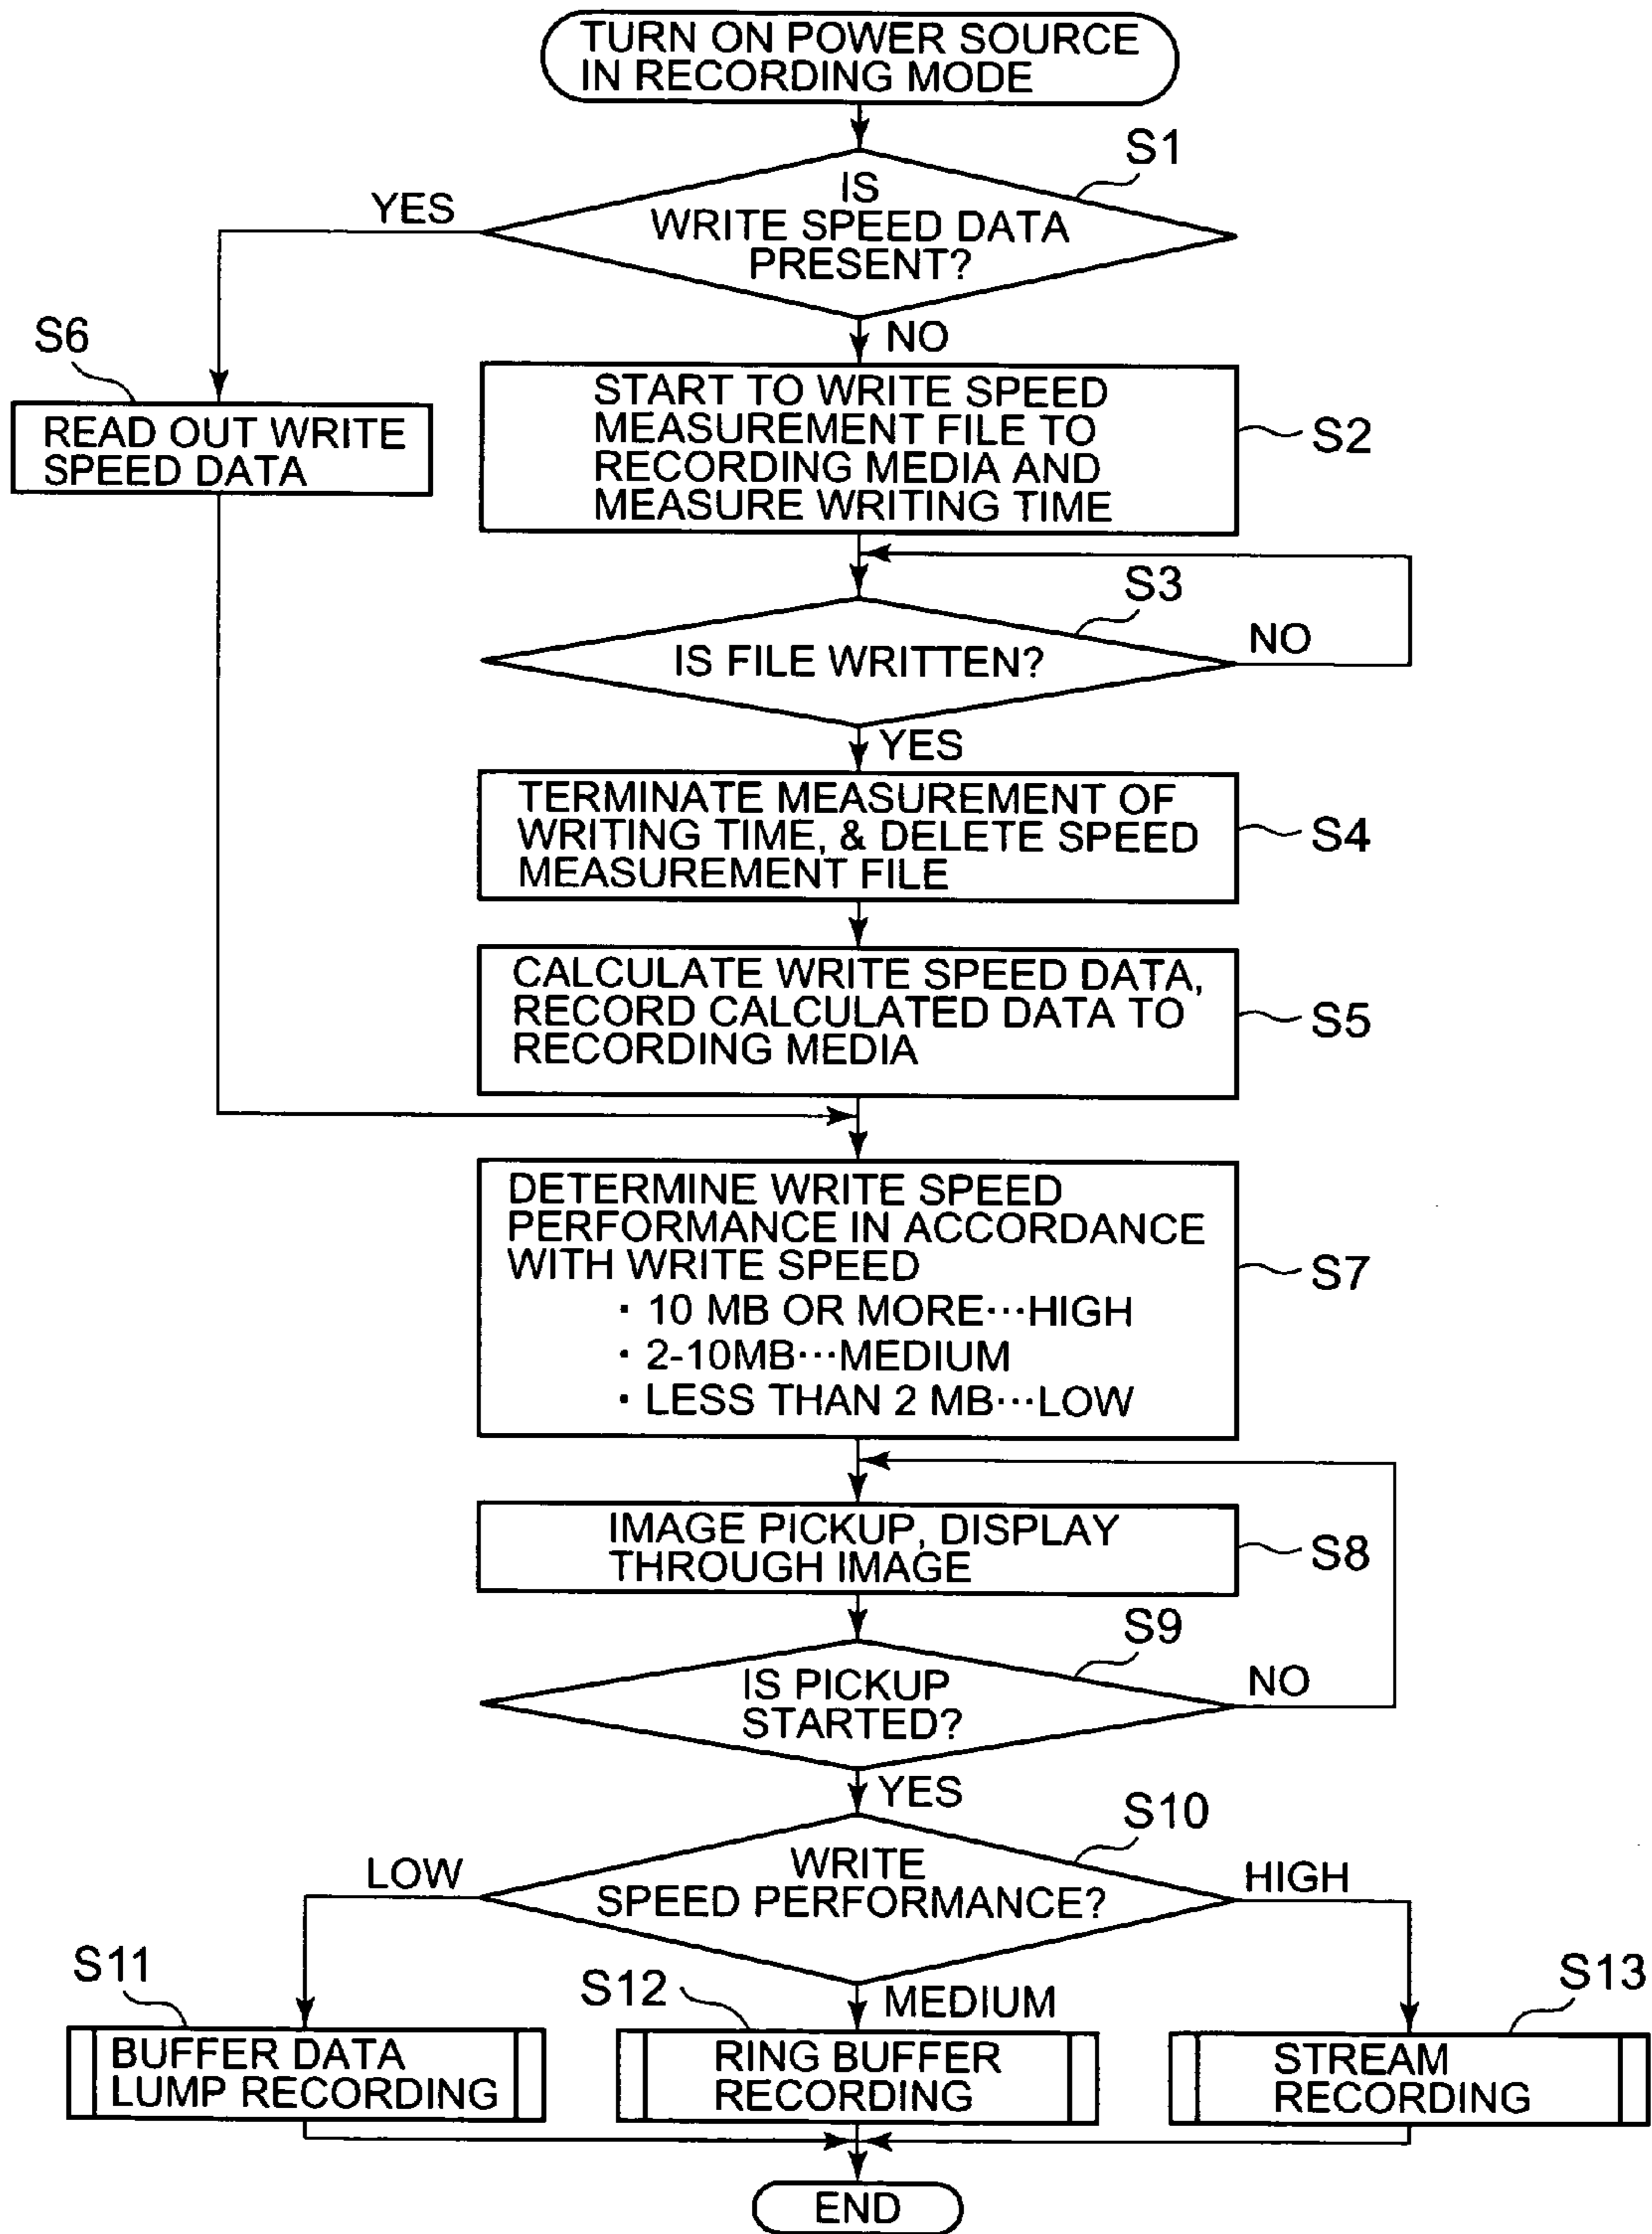 TURN ON POWER SOURCE
IN RECORDING MODE
S1
IS
WRITE SPEED DATA
PRESENT?
YES
NO
S6
READ OUT WRITE
SPEED DATA
START TO WRITE SPEED
MEASUREMENT FILE TO
RECORDING MEDIA AND
MEASURE WRITING TIME
S2
S3
IS FILE WRITTEN?
NO
YES
TERMINATE MEASUREMENT OF
WRITING TIME, & DELETE SPEED
MEASUREMENT FILE
S4
CALCULATE WRITE SPEED DATA,
RECORD CALCULATED DATA TO
RECORDING MEDIA
S5
DETERMINE WRITE SPEED
PERFORMANCE IN ACCORDANCE
WITH WRITE SPEED
・10 MB OR MORE⋯HIGH
・2-10MB⋯MEDIUM
・LESS THAN 2 MB⋯LOW
S7
IMAGE PICKUP, DISPLAY
THROUGH IMAGE
S8
S9
IS PICKUP
STARTED?
NO
YES
S10
WRITE
SPEED PERFORMANCE?
LOW
HIGH
MEDIUM
S11
BUFFER DATA
LUMP RECORDING
S12
RING BUFFER
RECORDING
S13
STREAM
RECORDING
END